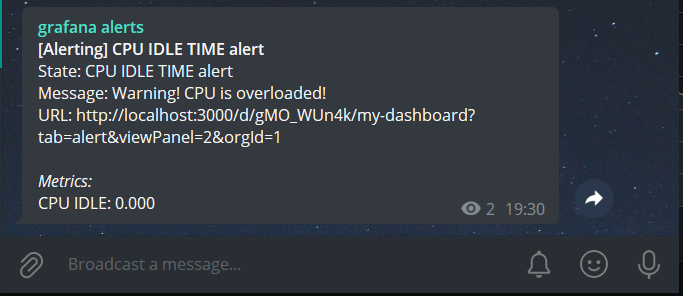 grafana alerts
[Alerting] CPU IDLE TIME alert
State: CPU IDLE TIME alert
Message: Warning! CPU is overloaded!
URL: http://localhost:3000/d/gMO_WUn4k/my-dashboard?
tab=alert&viewPanel=2&orgId=1
Metrics:
CPU IDLE: 0.000
2 19:30
Broadcast a message...